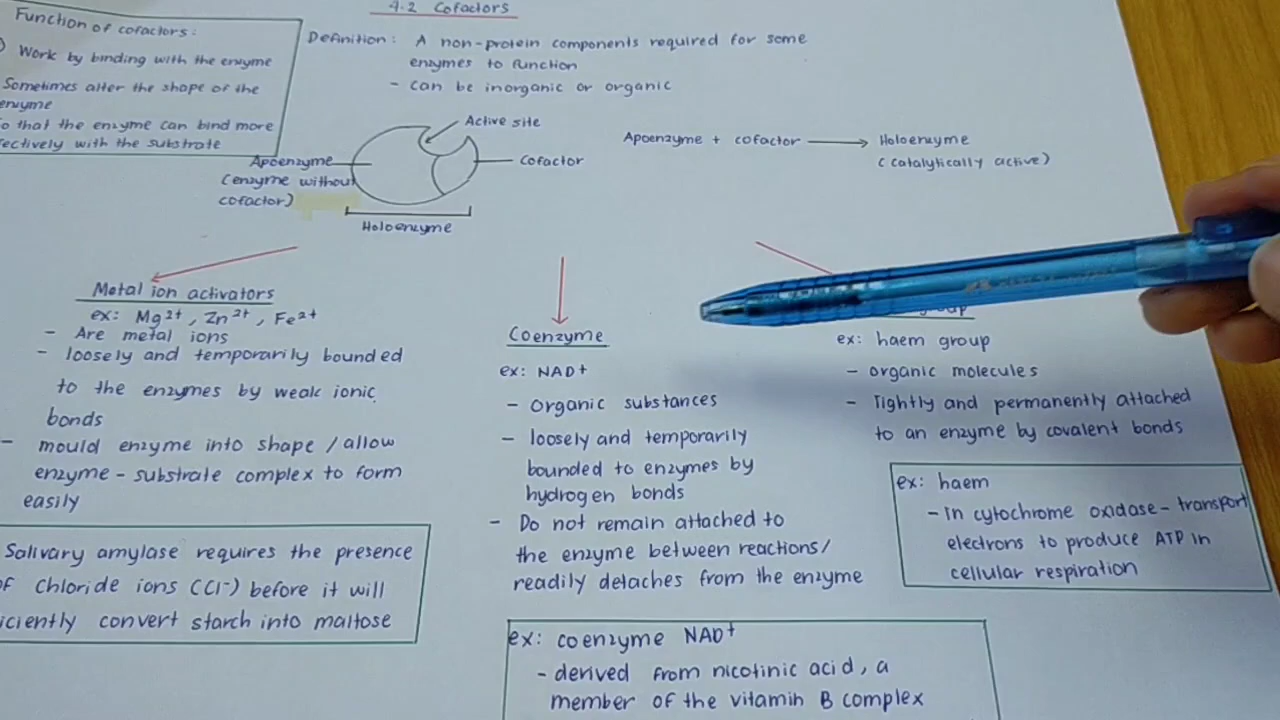 4.2 Cofactors
Function of cofactors:
Work by binding with the enzyme
Sometimes alter the shape of the
enzyme
that the enzyme can bind more
with the substrate
Definition: A non-protein components required for some
enzymes to function
- can be inorganic or organic
Active site
Apoenzyme
(enzyme without
cofactor)
Cofactor
Holoenzyme
Apoenzyme + cofactor → Holoenzyme
(catalytically active)
Metal ion activators
ex: Mg²⁺, Zn²⁺, Fe²⁺
- Are metal ions
- loosely and temporarily bounded
to the enzymes by weak ionic
bonds
- mould enzyme into shape / allow
enzyme - substrate complex to form
easily
Salivary amylase requires the presence
of chloride ions (Cl⁻) before it will
convert starch into maltose
Coenzyme
ex: NAD⁺
- Organic substances
- loosely and temporarily
bounded to enzymes by
hydrogen bonds
- Do not remain attached to
the enzyme between reactions/
readily detaches from the enzyme
ex: coenzyme NAD⁺
- derived from nicotinic acid, a
member of the vitamin B complex
ex: haem group
- organic molecules
- Tightly and permanently attached
to an enzyme by covalent bonds
ex: haem
- In cytochrome oxidase - transport
electrons to produce ATP in
cellular respiration